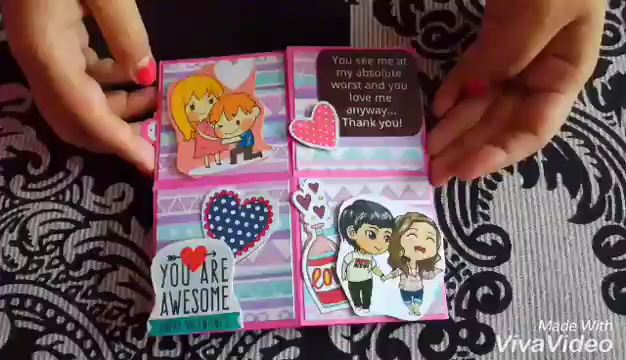 You see me at
my absolute
worst and you
love me
anyway...
Thank you!
YOU ARE
AWESOME
Made With
VivaVideo